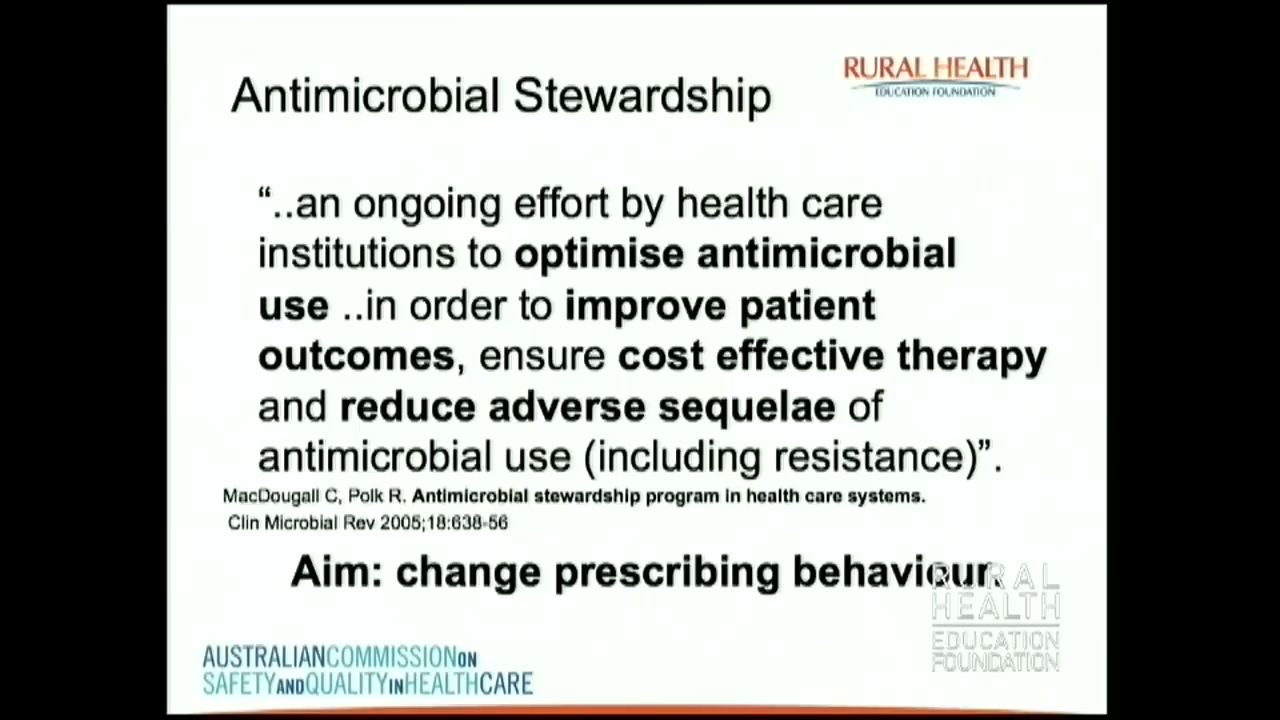 Antimicrobial Stewardship
RURAL HEALTH
EDUCATION FOUNDATION
“..an ongoing effort by health care
institutions to optimise antimicrobial
use ..in order to improve patient
outcomes, ensure cost effective therapy
and reduce adverse sequelae of
antimicrobial use (including resistance)”.
MacDougall C, Polk R. Antimicrobial stewardship program in health care systems.
Clin Microbial Rev 2005;18:638-56
Aim: change prescribing behaviour
RURAL
HEALTH
EDUCATION
FOUNDATION
AUSTRALIANCOMMISSIONON
SAFETYANDQUALITYINHEALTHCARE